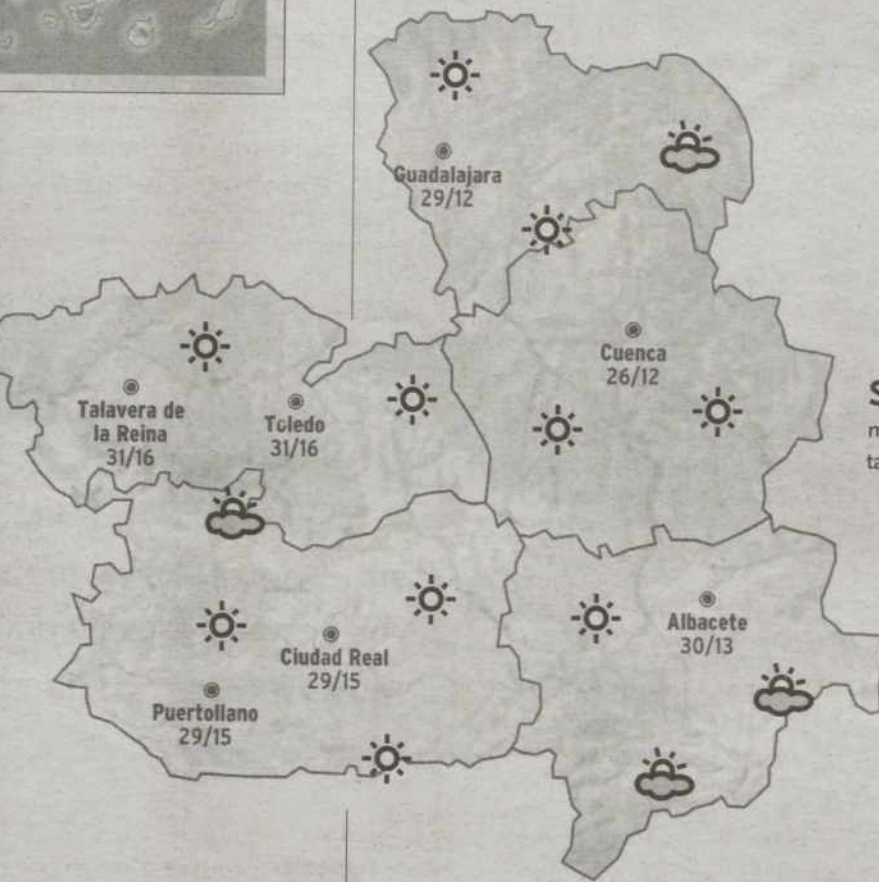 Guadalajara
29/12
Cuenca
26/12
Talavera de
la Reina
31/16
Toledo
31/16
Albacete
30/13
Ciudad Real
29/15
Puertollano
29/15